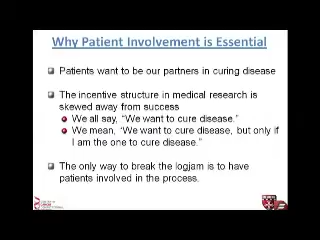 Why Patient Involvement is Essential
Patients want to be our partners in curing disease
The incentive structure in medical research is
skewed away from success
We all say, "We want to cure disease."
We mean, "We want to cure disease, but only if
I am the one to cure disease."
The only way to break the logjam is to have
patients involved in the process.